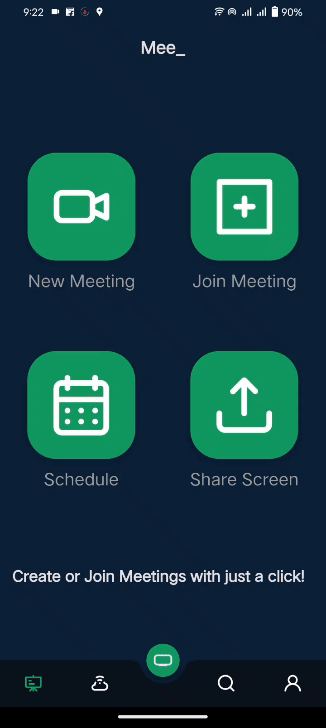 9:22
90%
Mee_
New Meeting
Join Meeting
Schedule
Share Screen
Create or Join Meetings with just a click!